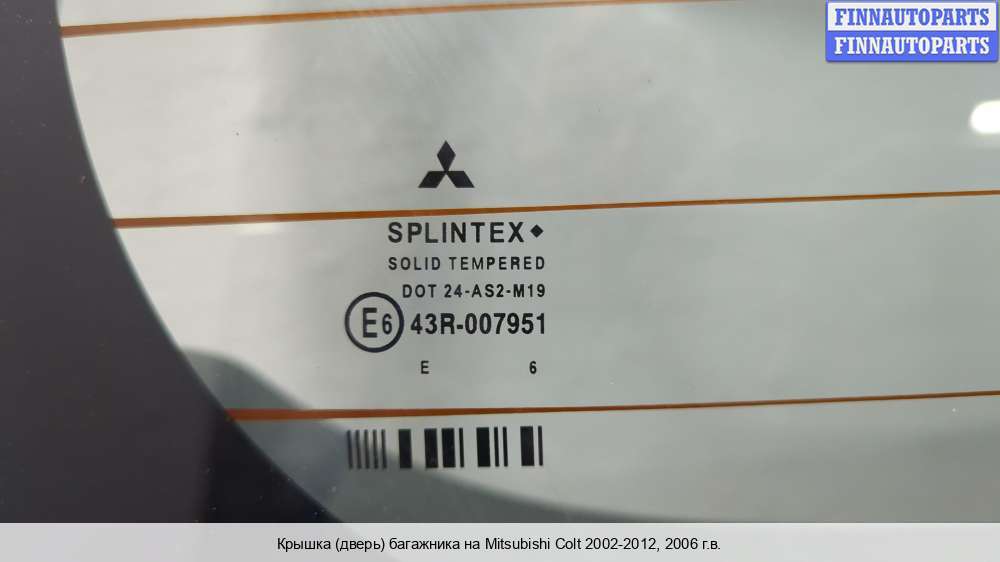 FINNAUTOPARTS
FINNAUTOPARTS
SPLINTEX
SOLID TEMPERED
DOT 24-AS2-M19
E6 43R-007951
E 6
Крышка (дверь) багажника на Mitsubishi Colt 2002-2012, 2006 г.в.